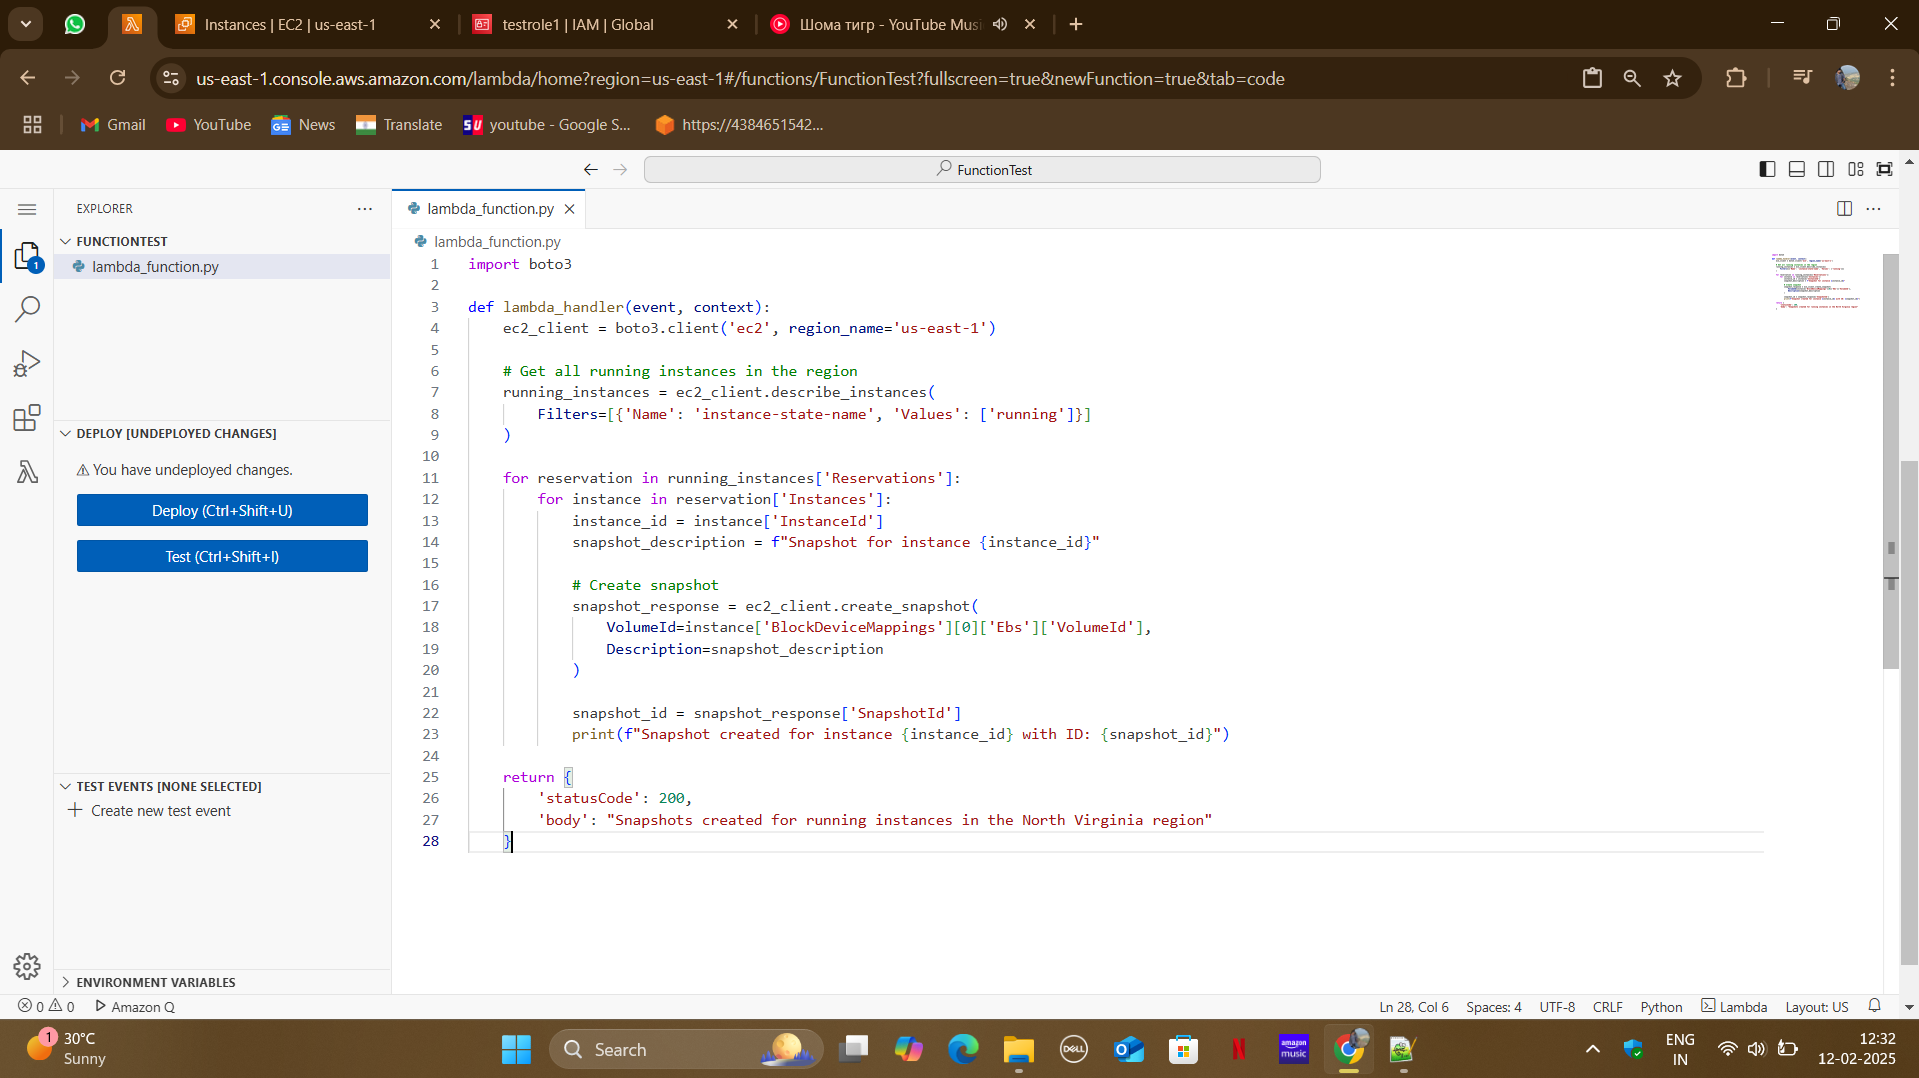 Instances | EC2 | us-east-1
testrole1 | IAM | Global
Шома тигр - YouTube Musi
us-east-1.console.aws.amazon.com/lambda/home?region=us-east-1#/functions/FunctionTest?fullscreen=true&newFunction=true&tab=code
Gmail
YouTube
News
Translate
SU
youtube - Google S...
https://4384651542...
FunctionTest
EXPLORER
FUNCTIONTEST
lambda_function.py
1
DEPLOY [UNDEPLOYED CHANGES]
You have undeployed changes.
Deploy (Ctrl+Shift+U)
Test (Ctrl+Shift+I)
TEST EVENTS [NONE SELECTED]
Create new test event
ENVIRONMENT VARIABLES
lambda_function.py
lambda_function.py
1 import boto3
2
3 def lambda_handler(event, context):
4 ec2_client = boto3.client('ec2', region_name='us-east-1')
5
6 # Get all running instances in the region
7 running_instances = ec2_client.describe_instances(
8 Filters=[{'Name': 'instance-state-name', 'Values': ['running']}]
9 )
10
11 for reservation in running_instances['Reservations']:
12 for instance in reservation['Instances']:
13 instance_id = instance['InstanceId']
14 snapshot_description = f"Snapshot for instance {instance_id}"
15
16 # Create snapshot
17 snapshot_response = ec2_client.create_snapshot(
18 VolumeId=instance['BlockDeviceMappings'][0]['Ebs']['VolumeId'],
19 Description=snapshot_description
20 )
21
22 snapshot_id = snapshot_response['SnapshotId']
23 print(f"Snapshot created for instance {instance_id} with ID: {snapshot_id}")
24
25 return {
26 'statusCode': 200,
27 'body': "Snapshots created for running instances in the North Virginia region"
28 }
0 0 Amazon Q
Ln 28, Col 6
Spaces: 4
UTF-8
CRLF
Python
Lambda
Layout: US
1
30°C
Sunny
Search
DELL
amazon music
ENG
IN
12:32
12-02-2025